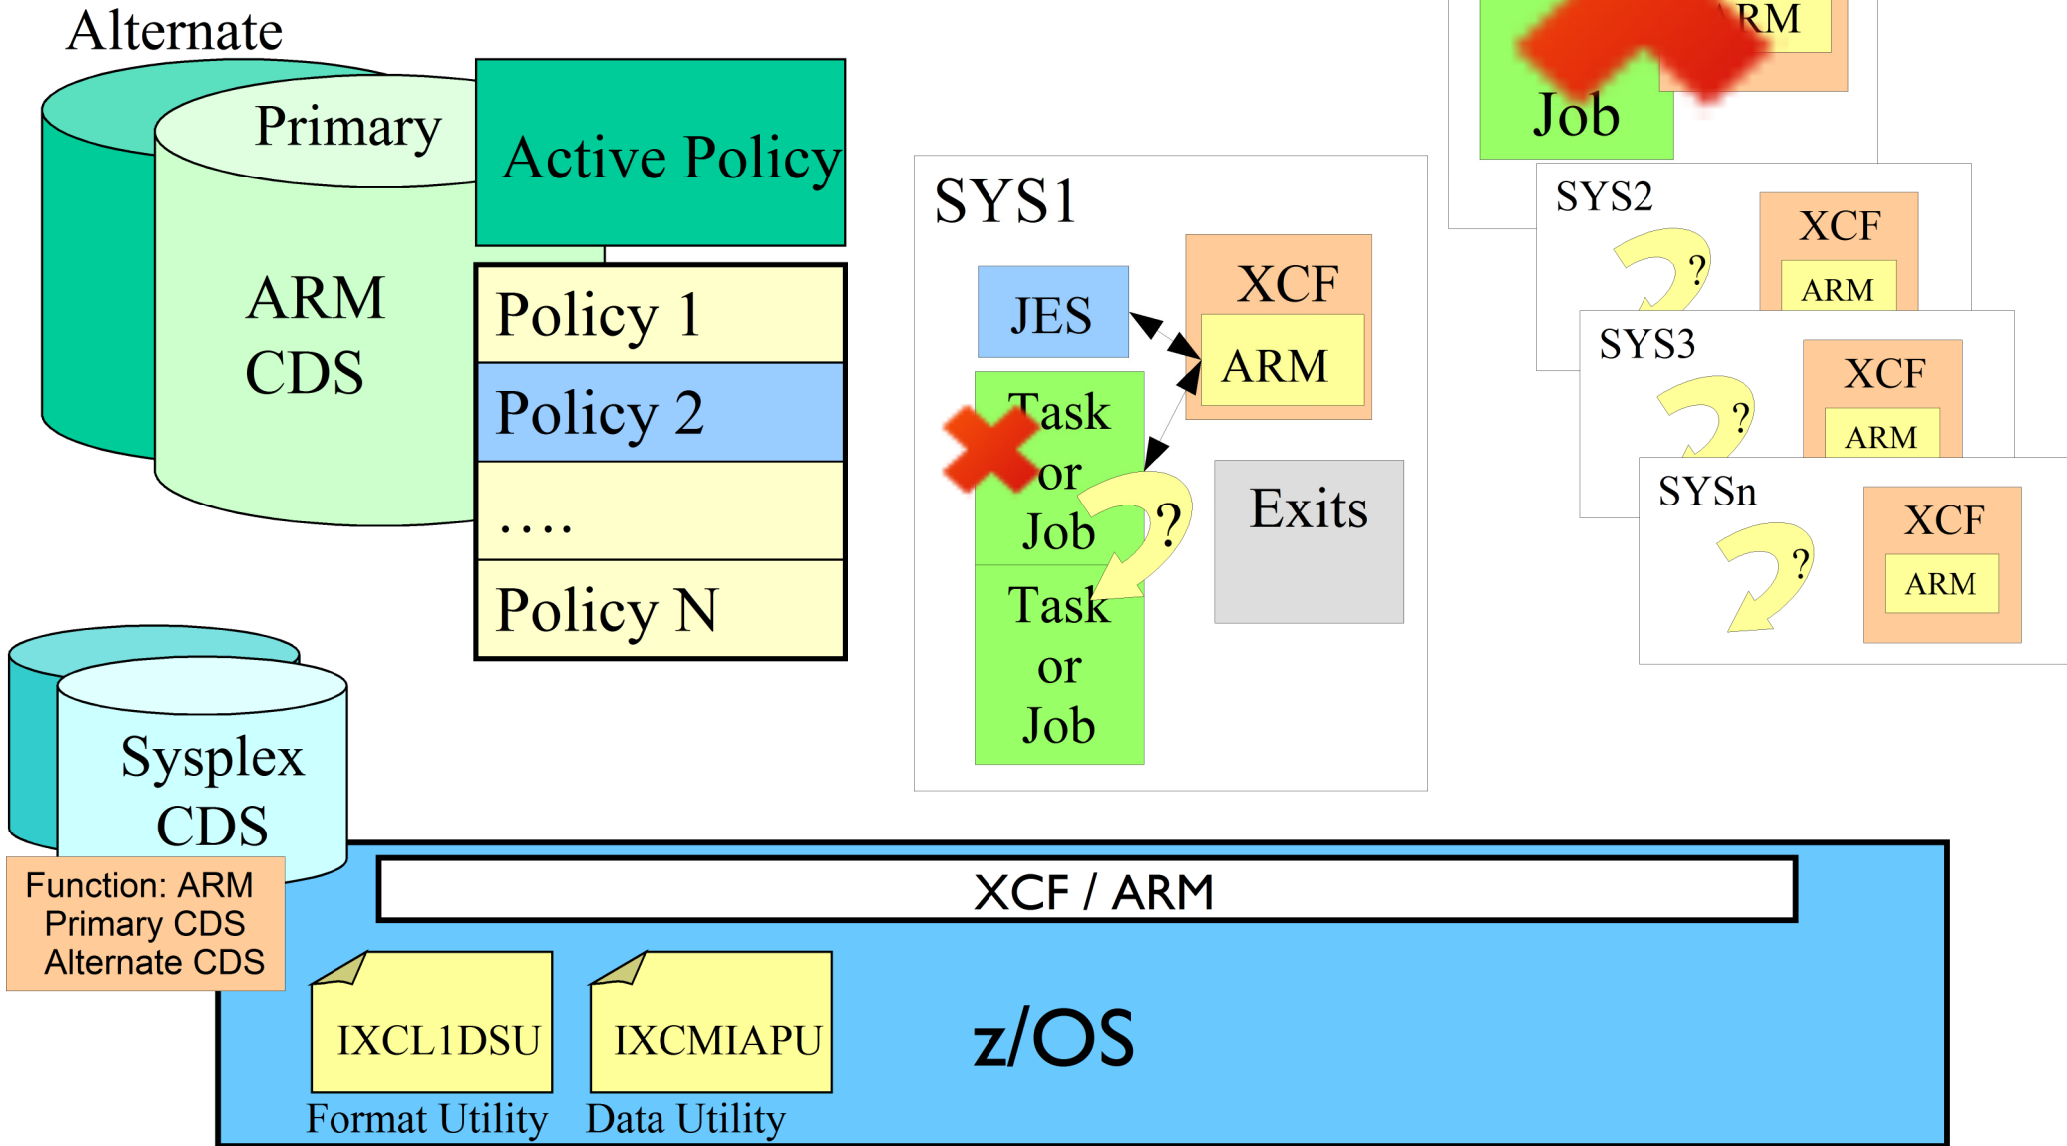 Alternate
Primary
ARM
CDS
Active Policy
Policy 1
Policy 2
....
Policy N
Sysplex
CDS
Function: ARM
Primary CDS
Alternate CDS
SYS1
JES
XCF
ARM
Task
or
Job
?
Task
or
Job
Exits
ARM
Job
SYS2
XCF
ARM
?
SYS3
XCF
ARM
?
SYSn
XCF
ARM
?
XCF / ARM
IXCL1DSU
Format Utility
IXCMIAPU
Data Utility
z/OS